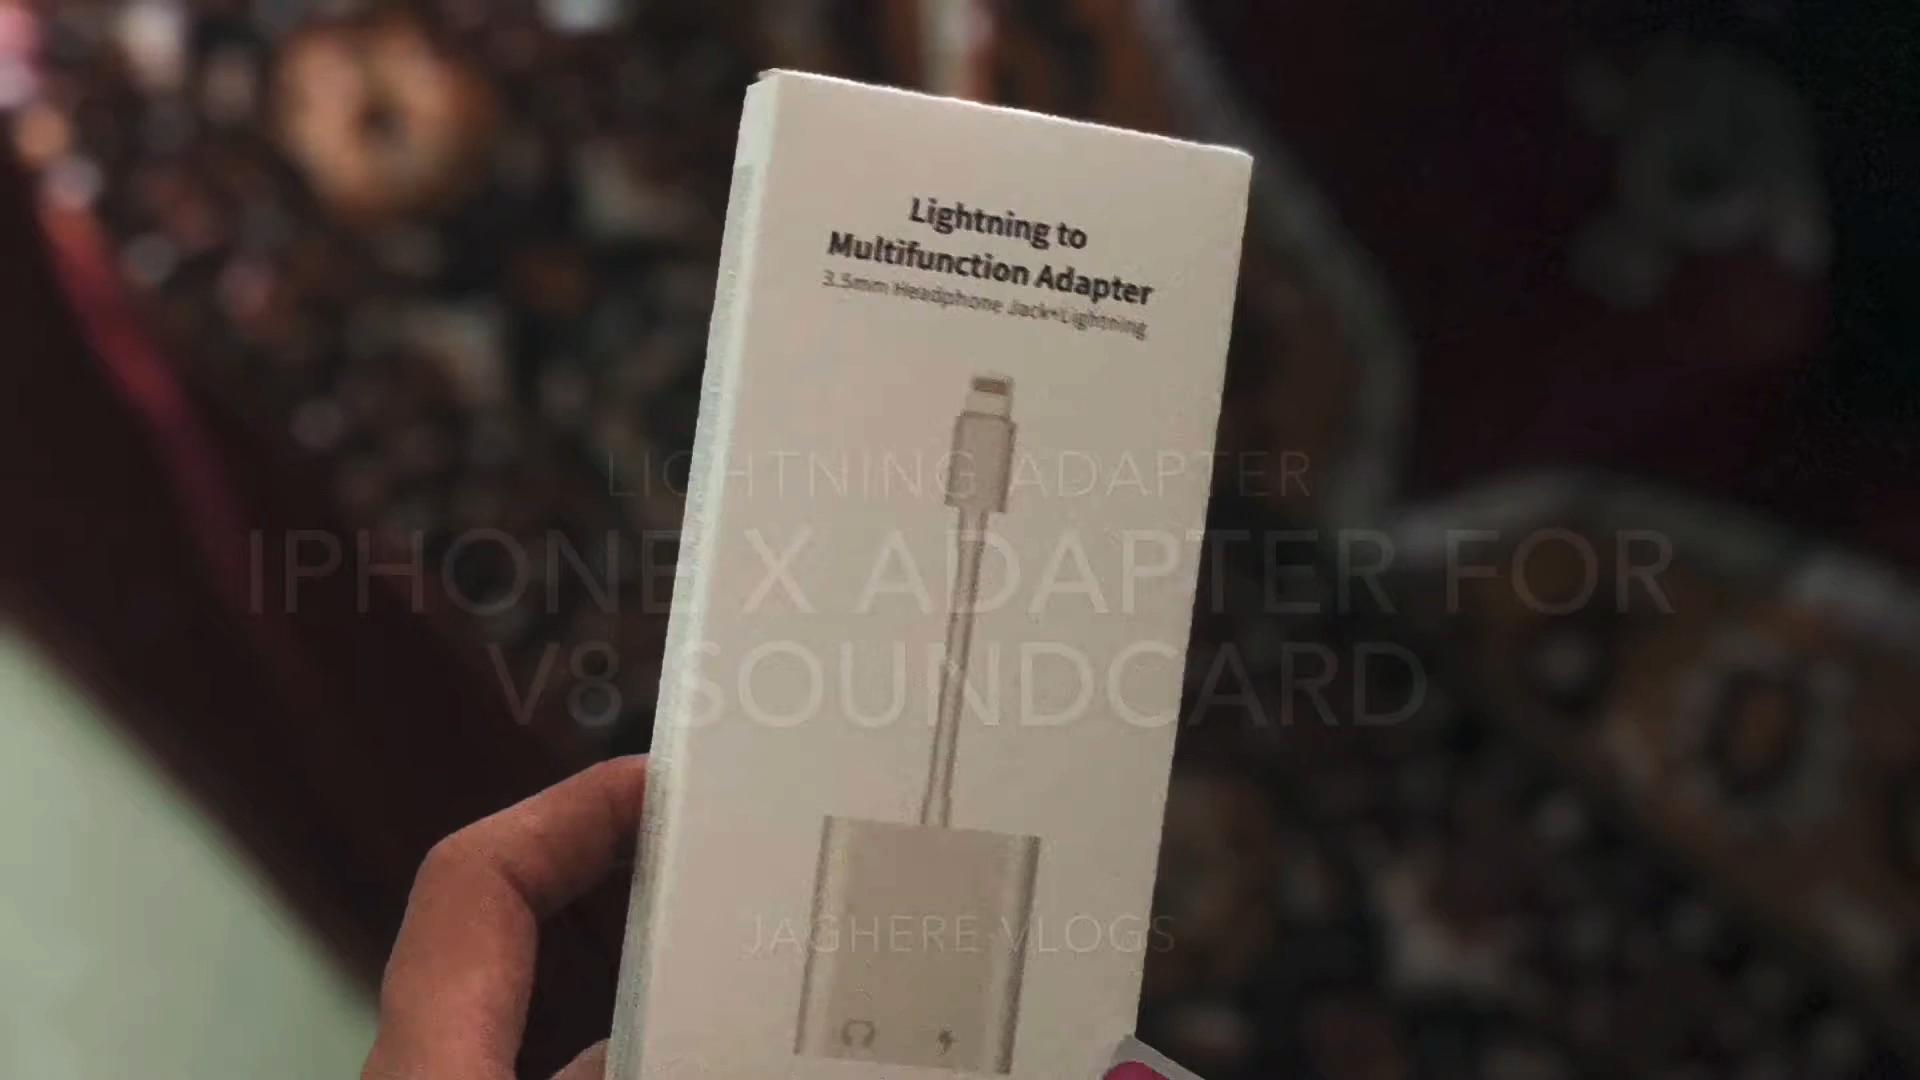 Lightning to
Multifunction Adapter
3.5mm Headphone Jack+Lightning
LIGHTNING ADAPTER
IPHONE X ADAPTER FOR
V8 SOUNDCARD
JAGHERE VLOGS